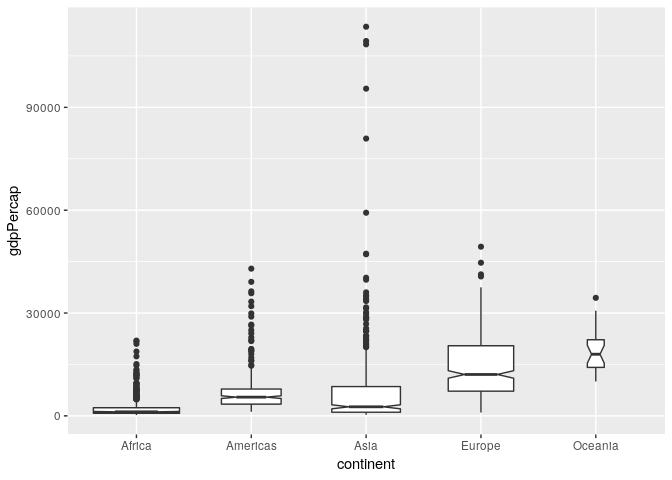 90000
60000
30000
0
gdpPercap
Africa Americas Asia Europe Oceania
continent